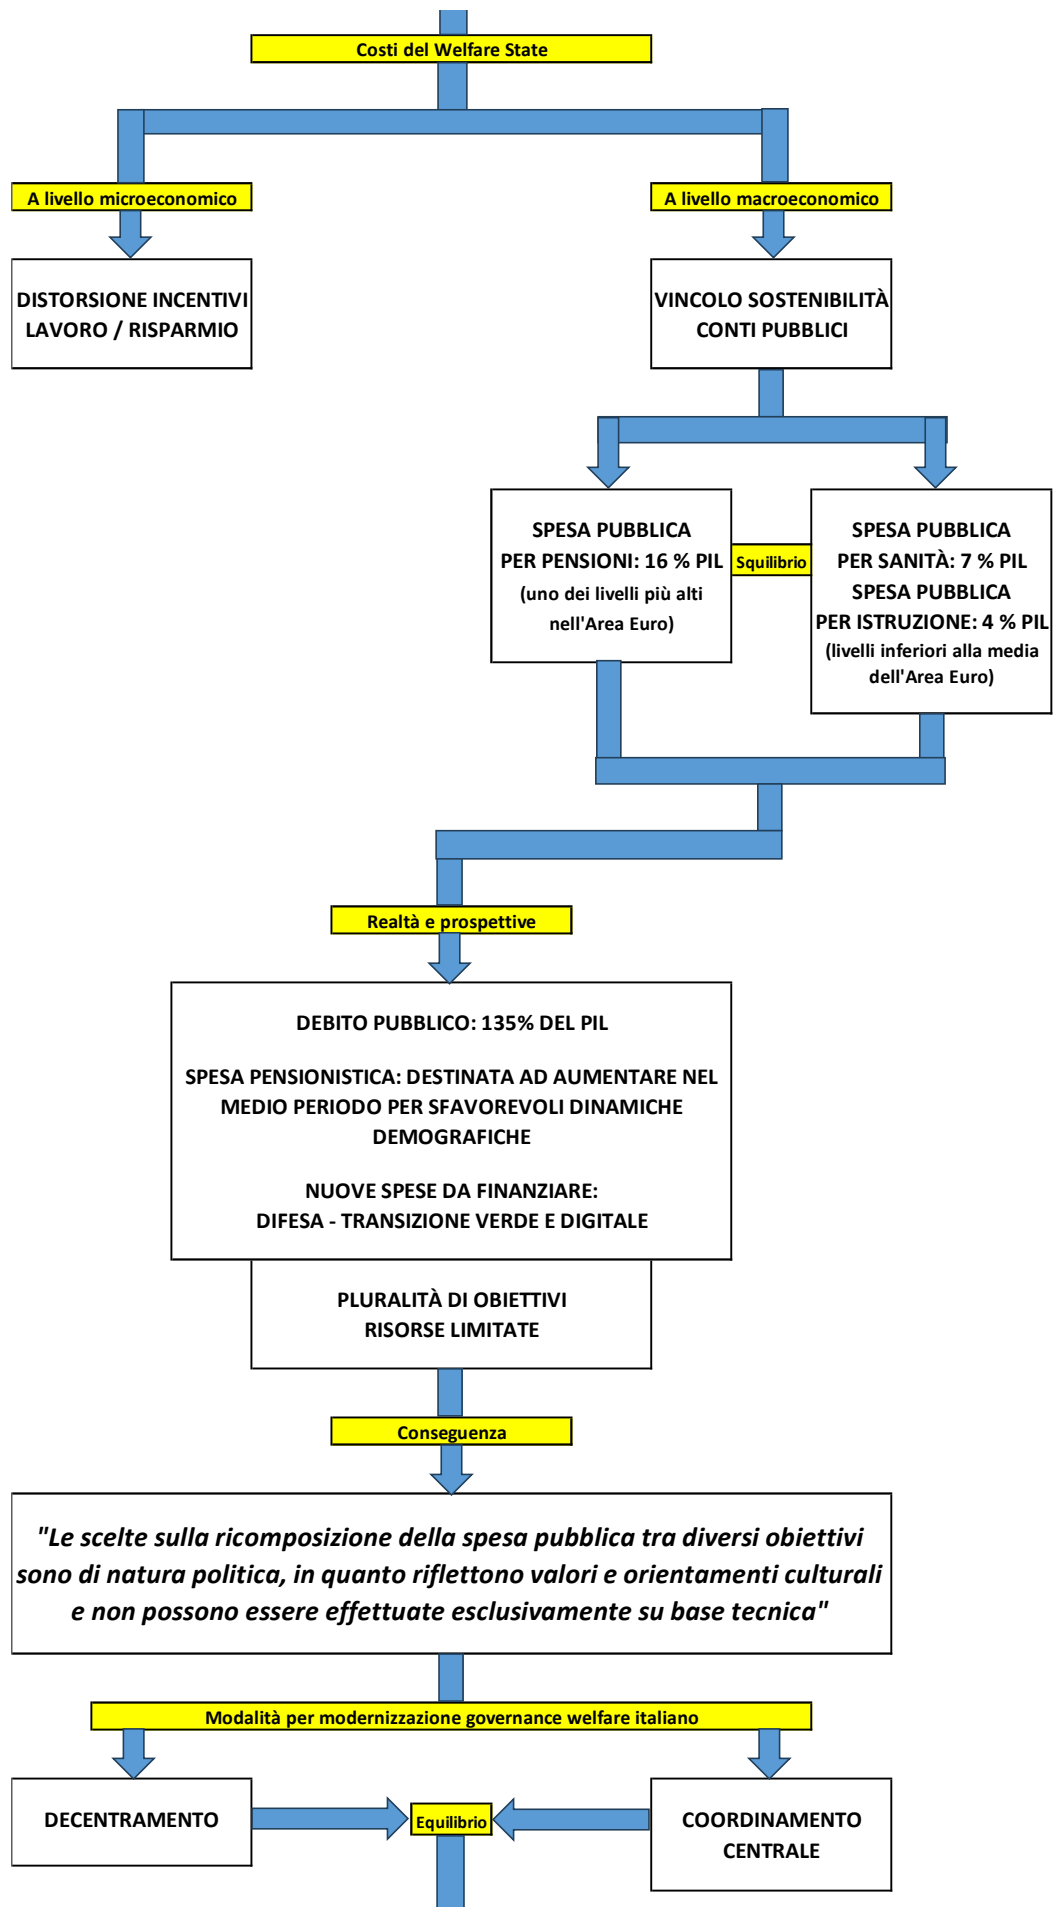 Costi del Welfare State
A livello microeconomico
A livello macroeconomico
DISTORSIONE INCENTIVI
LAVORO / RISPARMIO
VINCOLO SOSTENIBILITÀ
CONTI PUBBLICI
SPESA PUBBLICA
PER PENSIONI: 16 % PIL
(uno dei livelli più alti
nell'Area Euro)
Squilibrio
SPESA PUBBLICA
PER SANITÀ: 7 % PIL
SPESA PUBBLICA
PER ISTRUZIONE: 4 % PIL
(livelli inferiori alla media
dell'Area Euro)
Realtà e prospettive
DEBITO PUBBLICO: 135% DEL PIL
SPESA PENSIONISTICA: DESTINATA AD AUMENTARE NEL
MEDIO PERIODO PER SFAVOREVOLI DINAMICHE
DEMOGRAFICHE
NUOVE SPESE DA FINANZIARE:
DIFESA - TRANSIZIONE VERDE E DIGITALE
PLURALITÀ DI OBIETTIVI
RISORSE LIMITATE
Conseguenza
"Le scelte sulla ricomposizione della spesa pubblica tra diversi obiettivi
sono di natura politica, in quanto riflettono valori e orientamenti culturali
e non possono essere effettuate esclusivamente su base tecnica"
Modalità per modernizzazione governance welfare italiano
DECENTRAMENTO
Equilibrio
COORDINAMENTO
CENTRALE